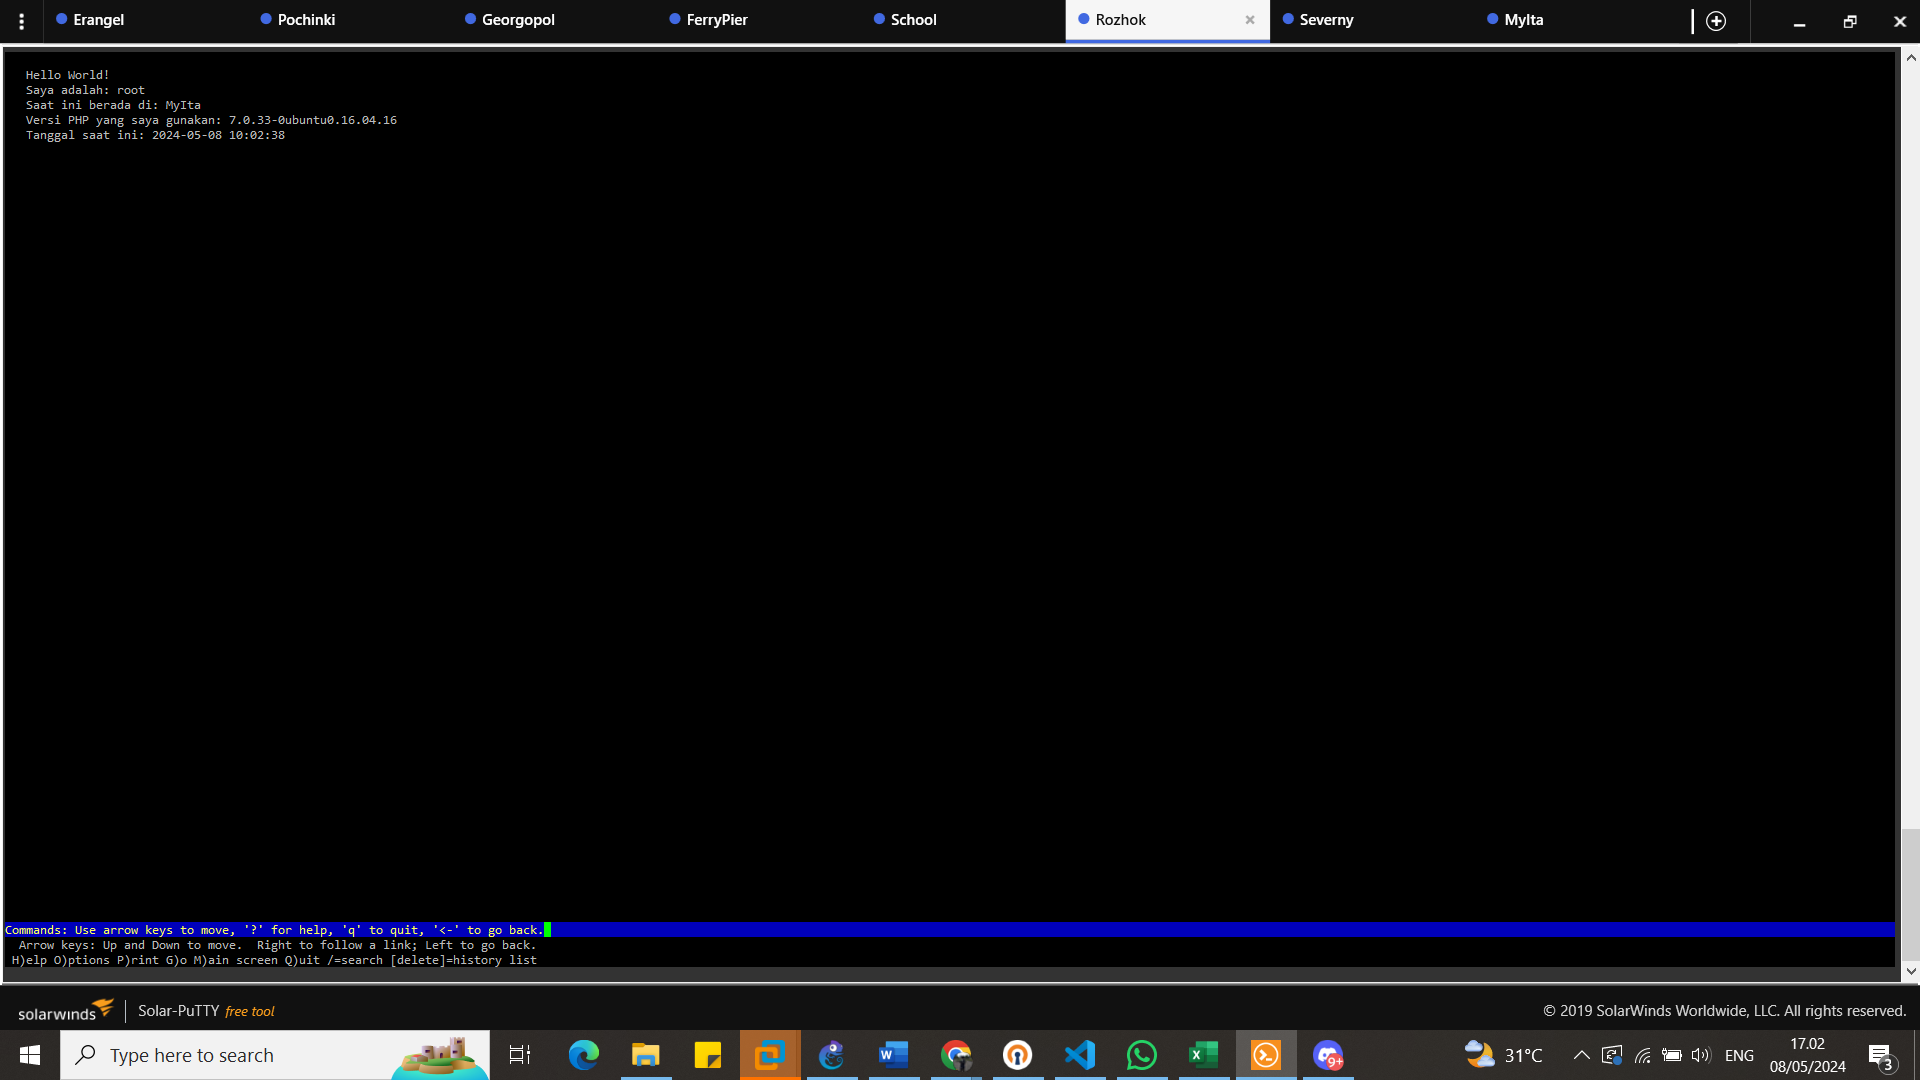 Erangel Pochinki Georgopol FerryPier School Rozhok Severny MyIta
Hello World!
Saya adalah: root
Saat ini berada di: MyIta
Versi PHP yang saya gunakan: 7.0.33-0ubuntu0.16.04.16
Tanggal saat ini: 2024-05-08 10:02:38
Commands: Use arrow keys to move, '?' for help, 'q' to quit, '<-' to go back.
Arrow keys: Up and Down to move.  Right to follow a link; Left to go back.
H)elp O)ptions P)rint G)o M)ain screen Q)uit /=search [delete]=history list
solarwinds Solar-PuTTY free tool © 2019 SolarWinds Worldwide, LLC. All rights reserved.
Type here to search
W
X
9+
31°C
ENG
17.02
08/05/2024
3